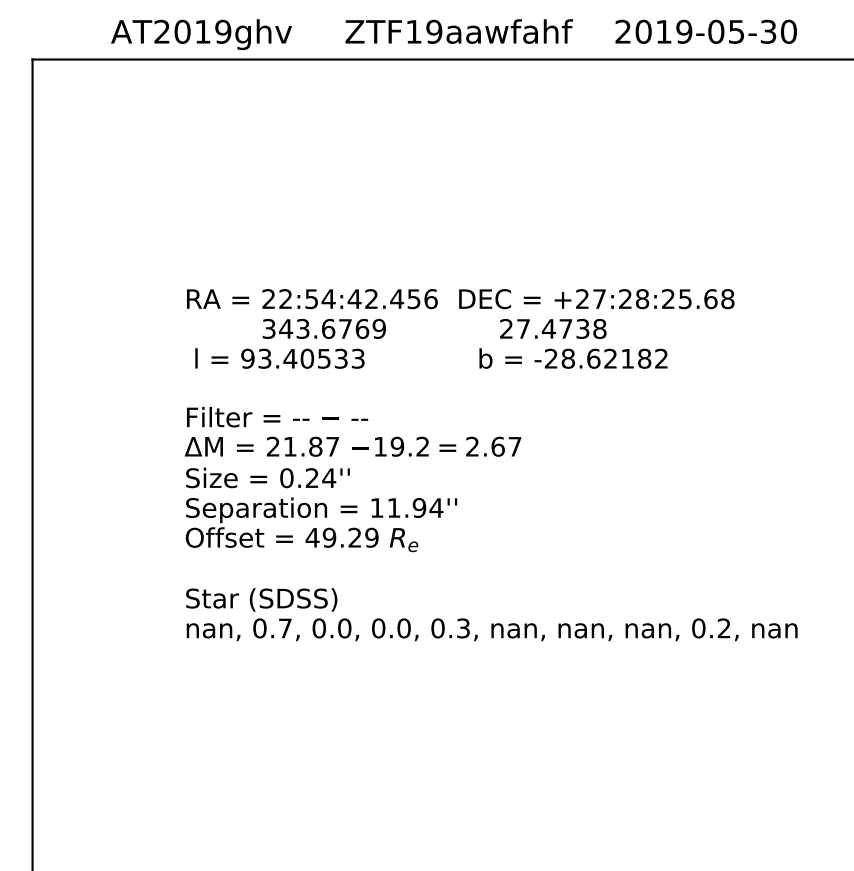 AT2019ghv ZTF19aawfahf 2019-05-30
RA = 22:54:42.456 DEC = +27:28:25.68
343.6769 27.4738
l = 93.40533 b = -28.62182
Filter = -- − --
ΔM = 21.87 −19.2 = 2.67
Size = 0.24''
Separation = 11.94''
Offset = 49.29 Re
Star (SDSS)
nan, 0.7, 0.0, 0.0, 0.3, nan, nan, nan, 0.2, nan